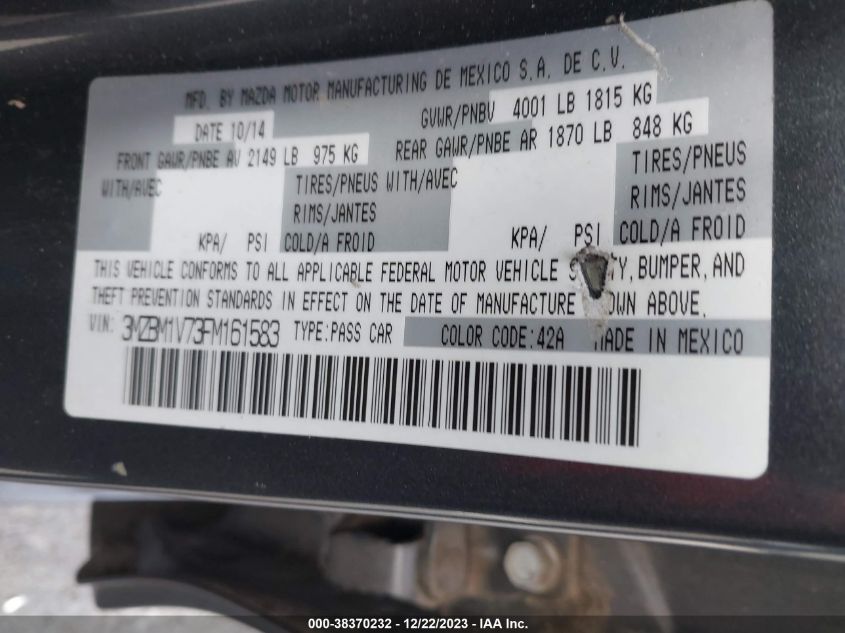 MFD. BY MAZDA MOTOR MANUFACTURING DE MEXICO S.A. DE C.V.
DATE 10/14 GVWR/PNBV 4001 LB 1815 KG
FRONT GAWR/PNBE AV 2149 LB 975 KG REAR GAWR/PNBE AR 1870 LB 848 KG
WITH/AVEC TIRES/PNEUS WITH/AVEC TIRES/PNEUS
RIMS/JANTES RIMS/JANTES
KPA/ PSI COLD/A FROID KPA/ PSI COLD/A FROID
THIS VEHICLE CONFORMS TO ALL APPLICABLE FEDERAL MOTOR VEHICLE BUMPER, AND
THEFT PREVENTION STANDARDS IN EFFECT ON THE DATE OF MANUFACTURE ABOVE.
VIN: 3MZBM1V73FM161583 TYPE:PASS CAR COLOR CODE:42A MADE IN MEXICO
000-38370232 - 12/22/2023 - IAA Inc.